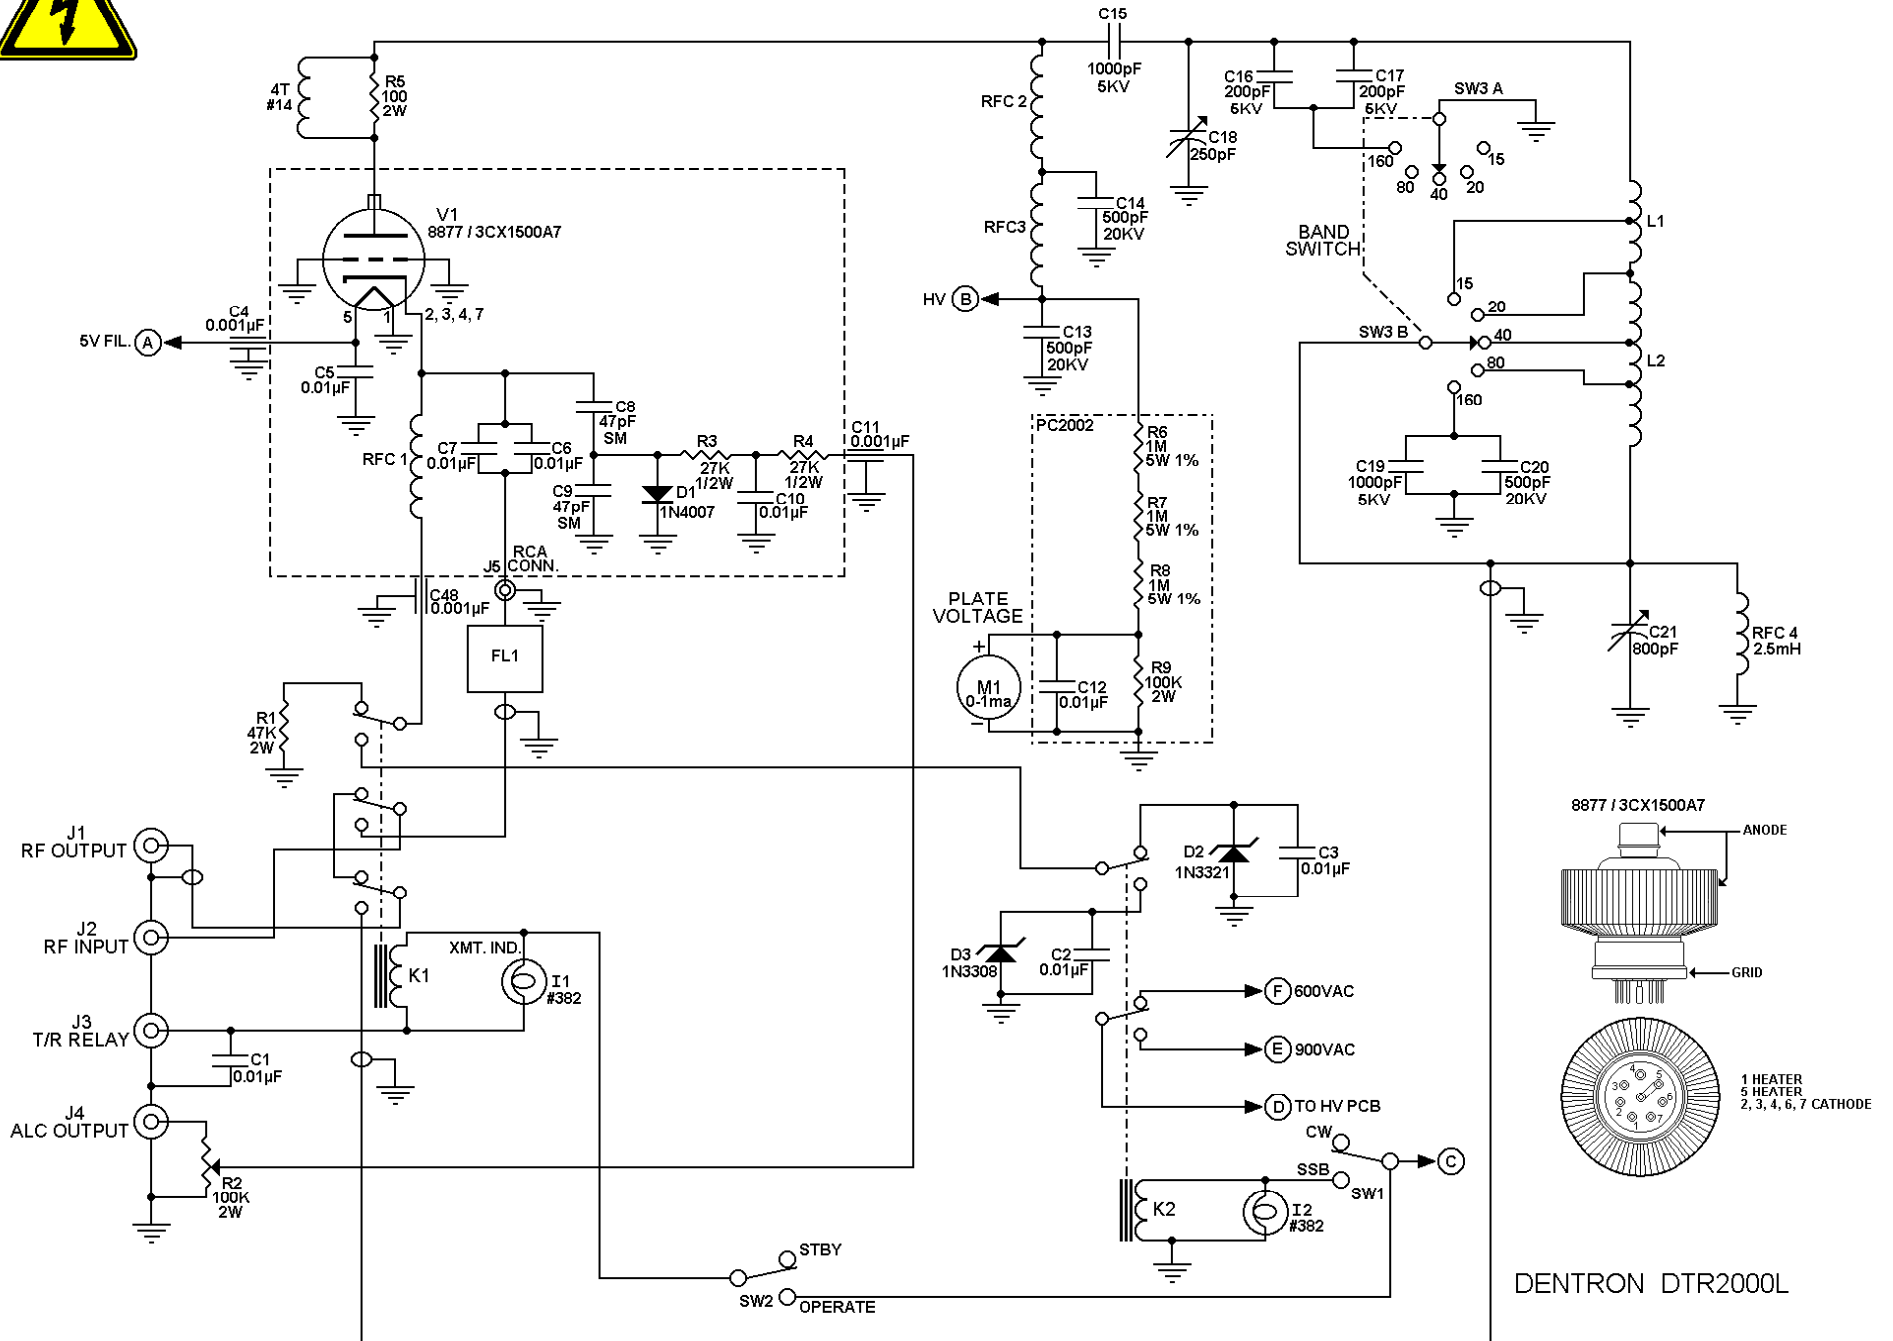 C15
1000pF
5KV
4T
#14
R5
100
2W
RFC 2
C16
200pF
5KV
C17
200pF
5KV
SW3 A
C18
250pF
160
80
40
20
15
V1
8877 / 3CX1500A7
5
1
2, 3, 4, 7
C14
500pF
20KV
RFC3
BAND
SWITCH
L1
15
20
SW3 B
40
80
160
L2
HV
B
C13
500pF
20KV
C4
0.001µF
5V FIL.
A
C5
0.01µF
RFC 1
C7
0.01µF
C6
0.01µF
C8
47pF
SM
C9
47pF
SM
D1
1N4007
R3
27K
1/2W
R4
27K
1/2W
C10
0.01µF
C11
0.001µF
PC2002
R6
1M
5W 1%
R7
1M
5W 1%
R8
1M
5W 1%
C19
1000pF
5KV
C20
500pF
20KV
J5
RCA
CONN.
C48
0.001µF
FL1
PLATE
VOLTAGE
+
M1
0-1ma
−
C12
0.01µF
R9
100K
2W
C21
800pF
RFC 4
2.5mH
R1
47K
2W
J1
RF OUTPUT
J2
RF INPUT
K1
XMT. IND.
I1
#382
J3
T/R RELAY
C1
0.01µF
J4
ALC OUTPUT
R2
100K
2W
D2
1N3321
C3
0.01µF
D3
1N3308
C2
0.01µF
F
600VAC
E
900VAC
D
TO HV PCB
CW
C
SSB
SW1
K2
I2
#382
STBY
SW2
OPERATE
8877 / 3CX1500A7
ANODE
GRID
4
3
5
2
6
1
7
1 HEATER
5 HEATER
2, 3, 4, 6, 7 CATHODE
DENTRON DTR2000L